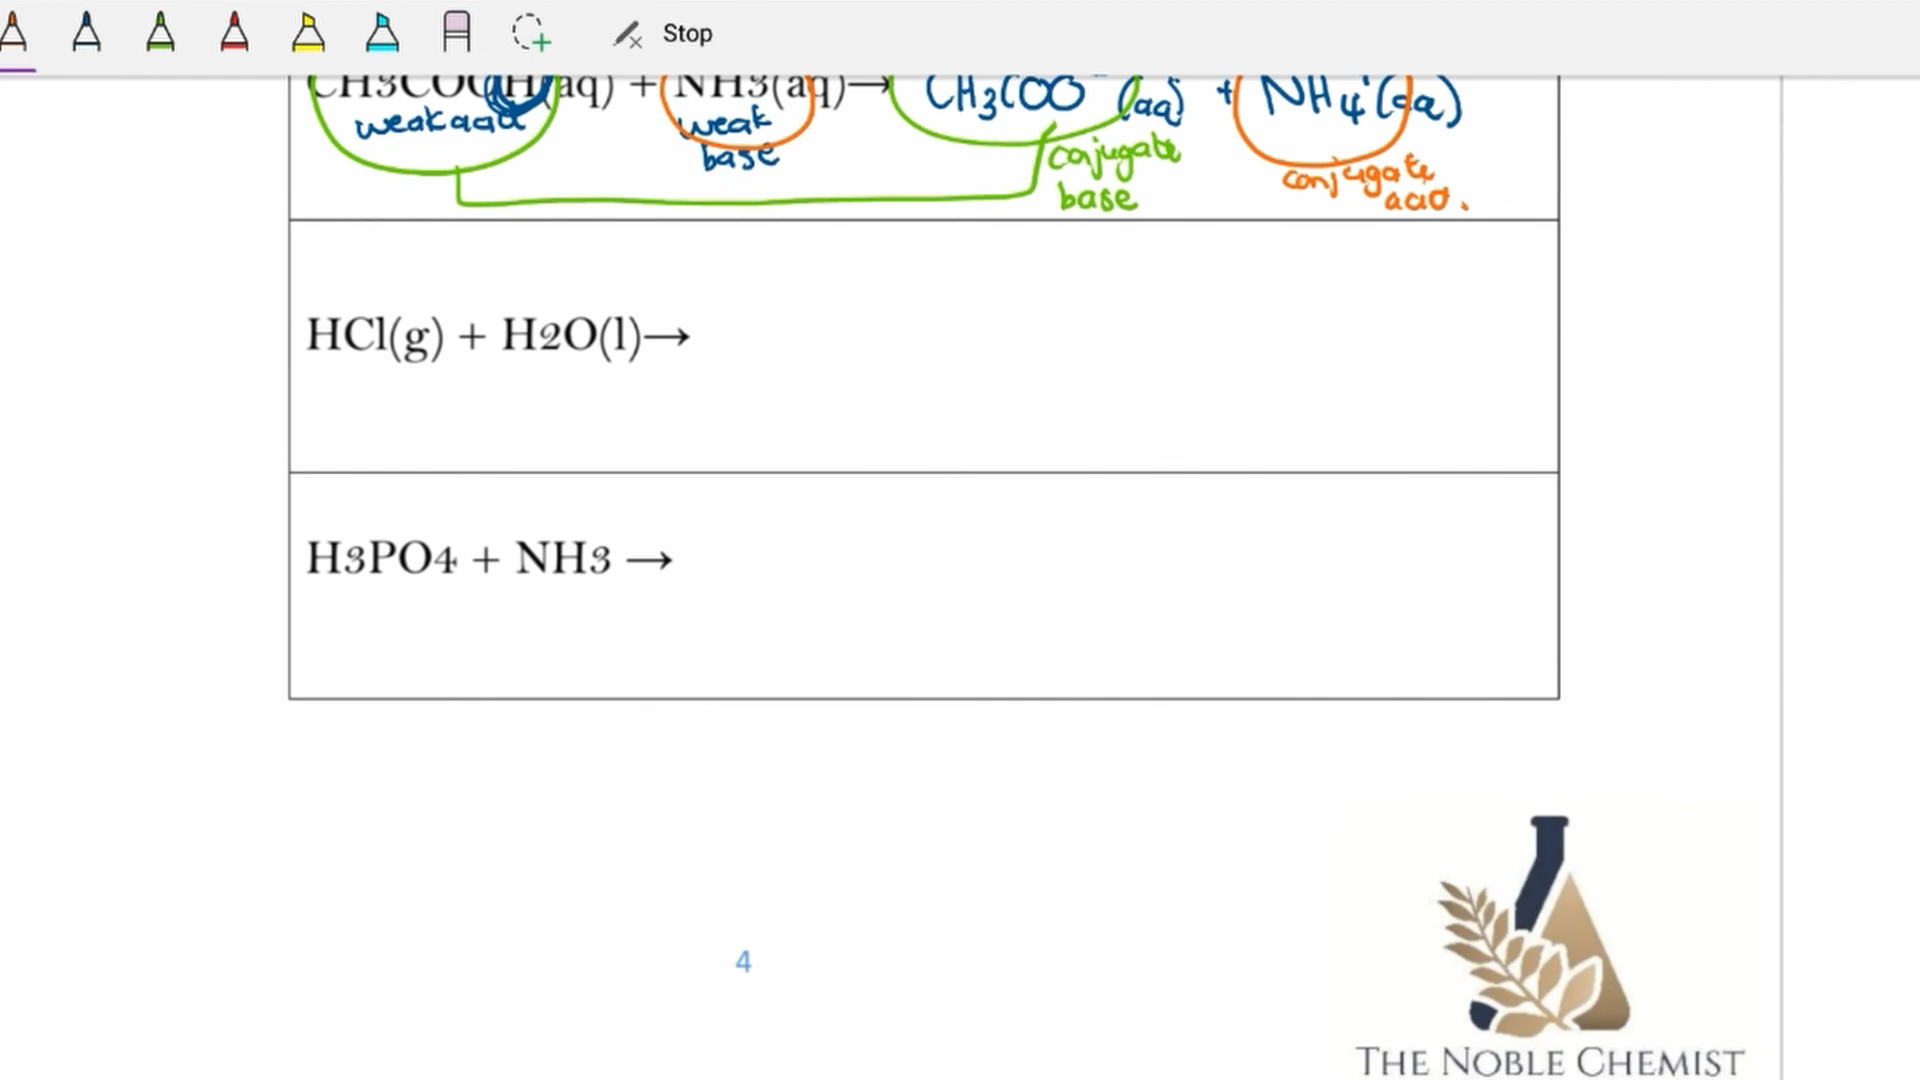 Stop
CH3COOH(aq) + NH3(aq)→ CH3COO⁻ (aq) + NH4⁺(aq)
weak acid weak base
conjugate base
conjugate acid.
HCl(g) + H2O(l)→
H3PO4 + NH3 →
4
THE NOBLE CHEMIST